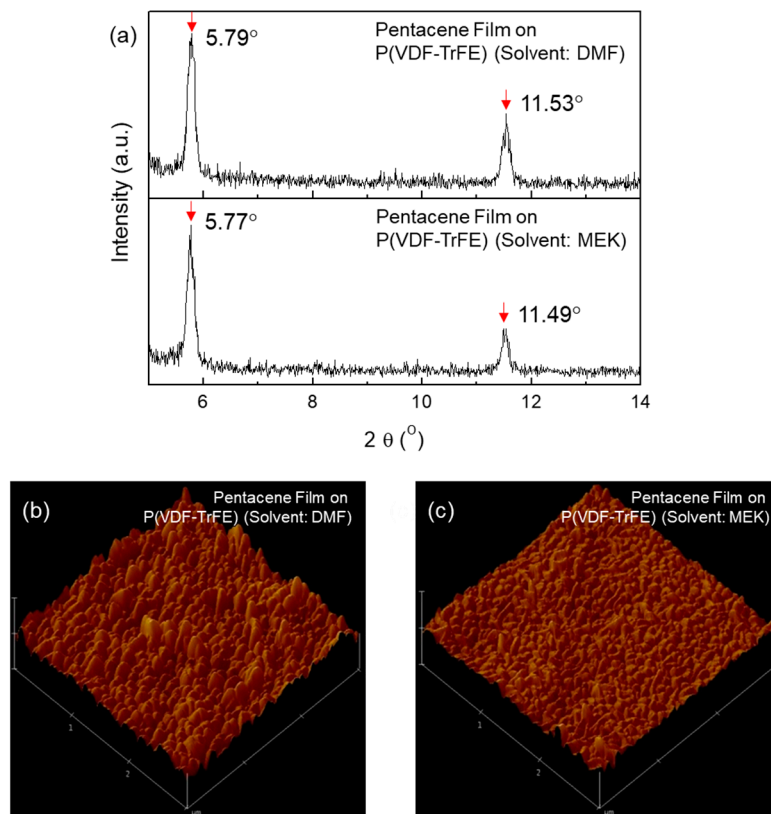 (a)
Pentacene Film on
P(VDF-TrFE) (Solvent: DMF)
5.79°
11.53°
Pentacene Film on
P(VDF-TrFE) (Solvent: MEK)
5.77°
11.49°
Intensity (a.u.)
6 8 10 12 14
2 θ (°)
(b)
Pentacene Film on
P(VDF-TrFE) (Solvent: DMF)
1
2
µm
(c)
Pentacene Film on
P(VDF-TrFE) (Solvent: MEK)
1
2
µm